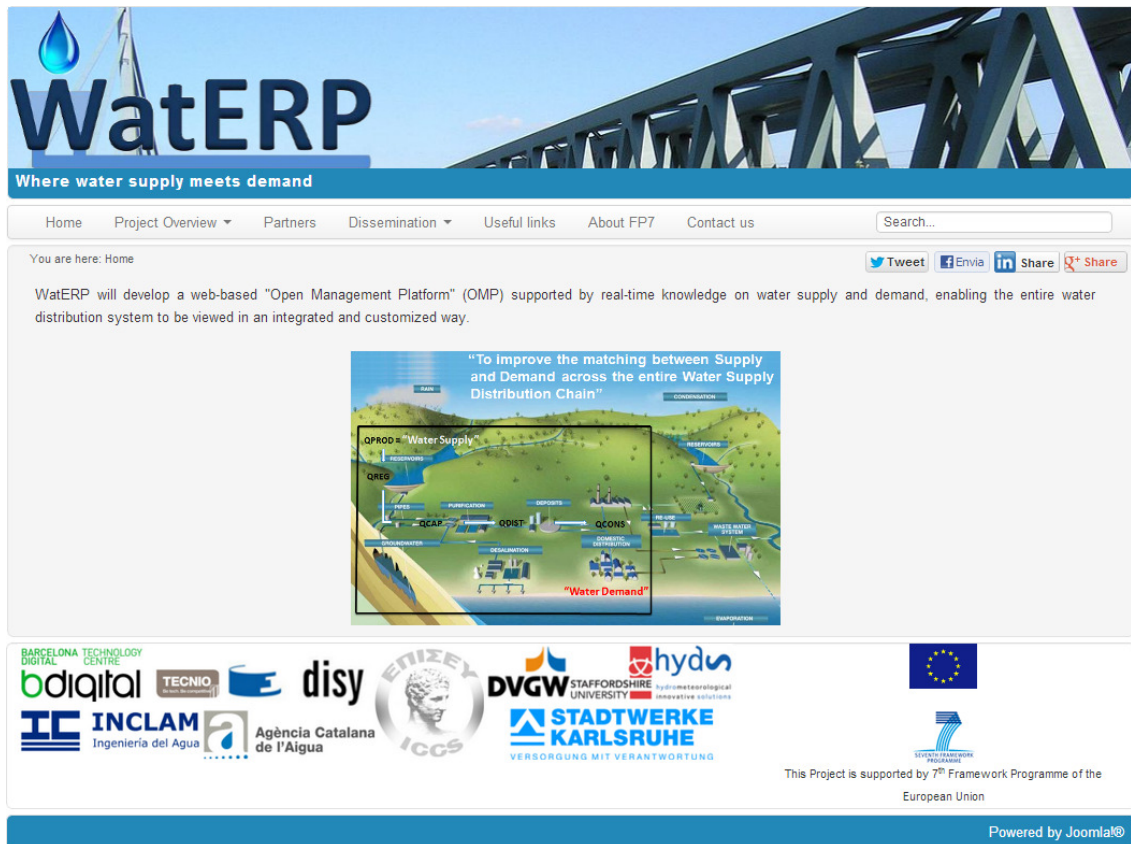 WatERP
Where water supply meets demand
Home Project Overview Partners Dissemination Useful links About FP7 Contact us Search...
You are here: Home
Tweet Envia in Share g+ Share
WatERP will develop a web-based "Open Management Platform" (OMP) supported by real-time knowledge on water supply and demand, enabling the entire water
distribution system to be viewed in an integrated and customized way.
“To improve the matching between Supply
and Demand across the entire Water Supply
Distribution Chain”
RAIN
CONDENSATION
QPROD = "Water Supply"
RESERVOIRS
RESERVOIRS
QREG
PIPES
PURIFICATION
DEPOSITS
QCAP
QDIST
QCONS
RE-USE
WASTE WATER
SYSTEM
GROUNDWATER
DESALINATION
DOMESTIC
DISTRIBUTION
"Water Demand"
EVAPORATION
BARCELONA TECHNOLOGY
DIGITAL CENTRE
bdigital
TECNIO
disy
ΕΠΙΣΕΥ
ICCS
DVGW
STAFFORDSHIRE
UNIVERSITY
hyds
hydrometeorological
innovative solutions
INCLAM
Ingeniería del Agua
Agència Catalana
de l'Aigua
STADTWERKE
KARLSRUHE
VERSORGUNG MIT VERANTWORTUNG
SEVENTH FRAMEWORK
PROGRAMME
This Project is supported by 7th Framework Programme of the
European Union
Powered by Joomla!®